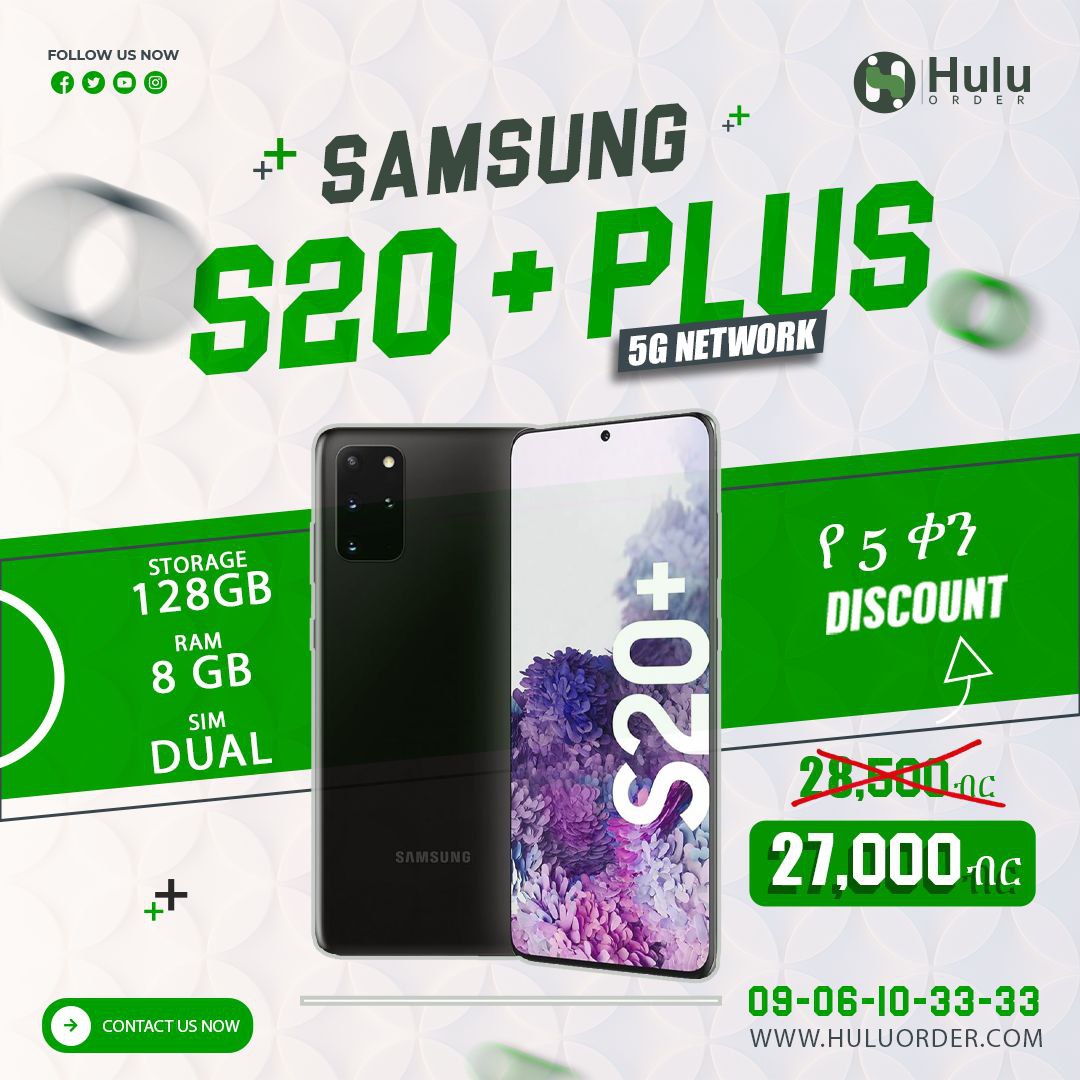 FOLLOW US NOW
Hulu
ORDER
SAMSUNG
S20 + PLUS
5G NETWORK
STORAGE
128GB
RAM
8 GB
SIM
DUAL
S20+
SAMSUNG
የ 5 ቀን
DISCOUNT
28,500 ብር
27,000 ብር
CONTACT US NOW
09-06-10-33-33
WWW.HULUORDER.COM